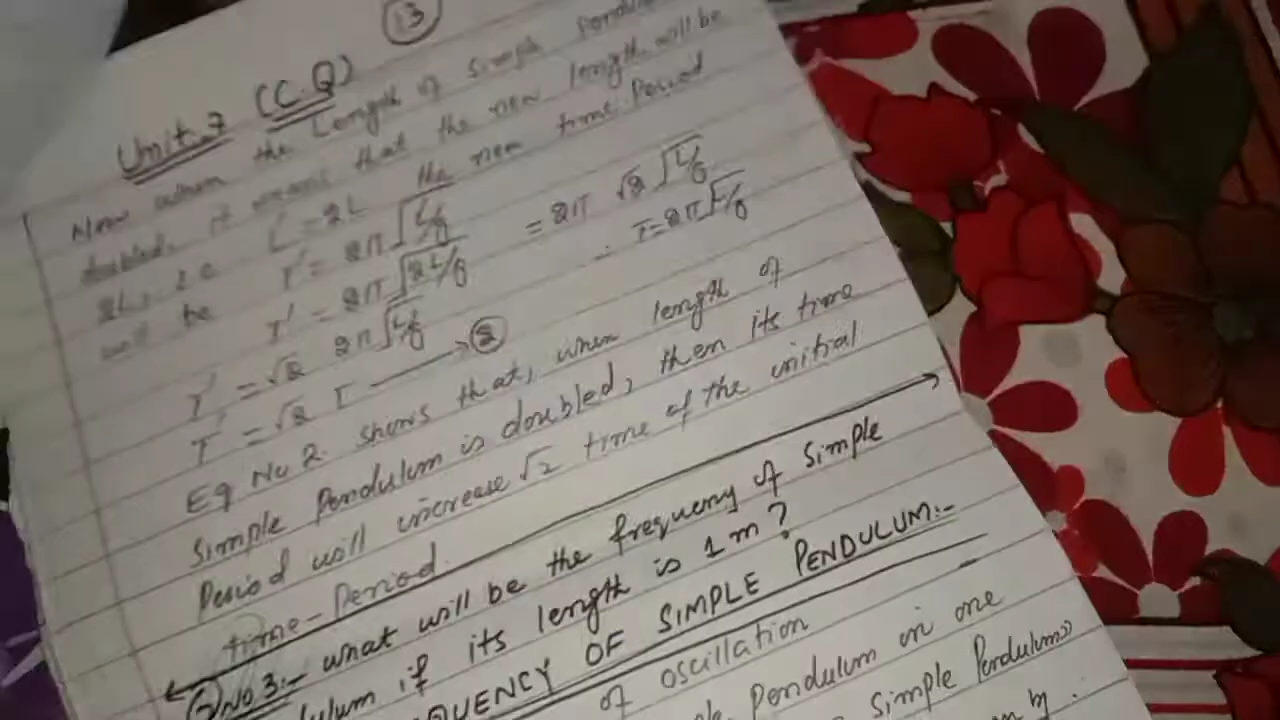 13
Unit.7 (C.Q)
Now when the Length of simple
doubled, it means that the new length will be
2L, i.e L' = 2L the new time Period
will be T' = 2π √L'/g
T' = 2π √2L/g = 2π √2 √L/g
T' = √2 2π √L/g ∴ T=2π√L/g
T' = √2 T → 2
Eq No 2. shows that, when length of
Simple Pendulum is doubled, then its time
Period will increase √2 time of the initial
time-Period.
Q No.3:- what will be the frequency of Simple
if its length is 1m?
OF SIMPLE PENDULUM:-
of oscillation
Pendulum in one
Simple Pendulum"
by: